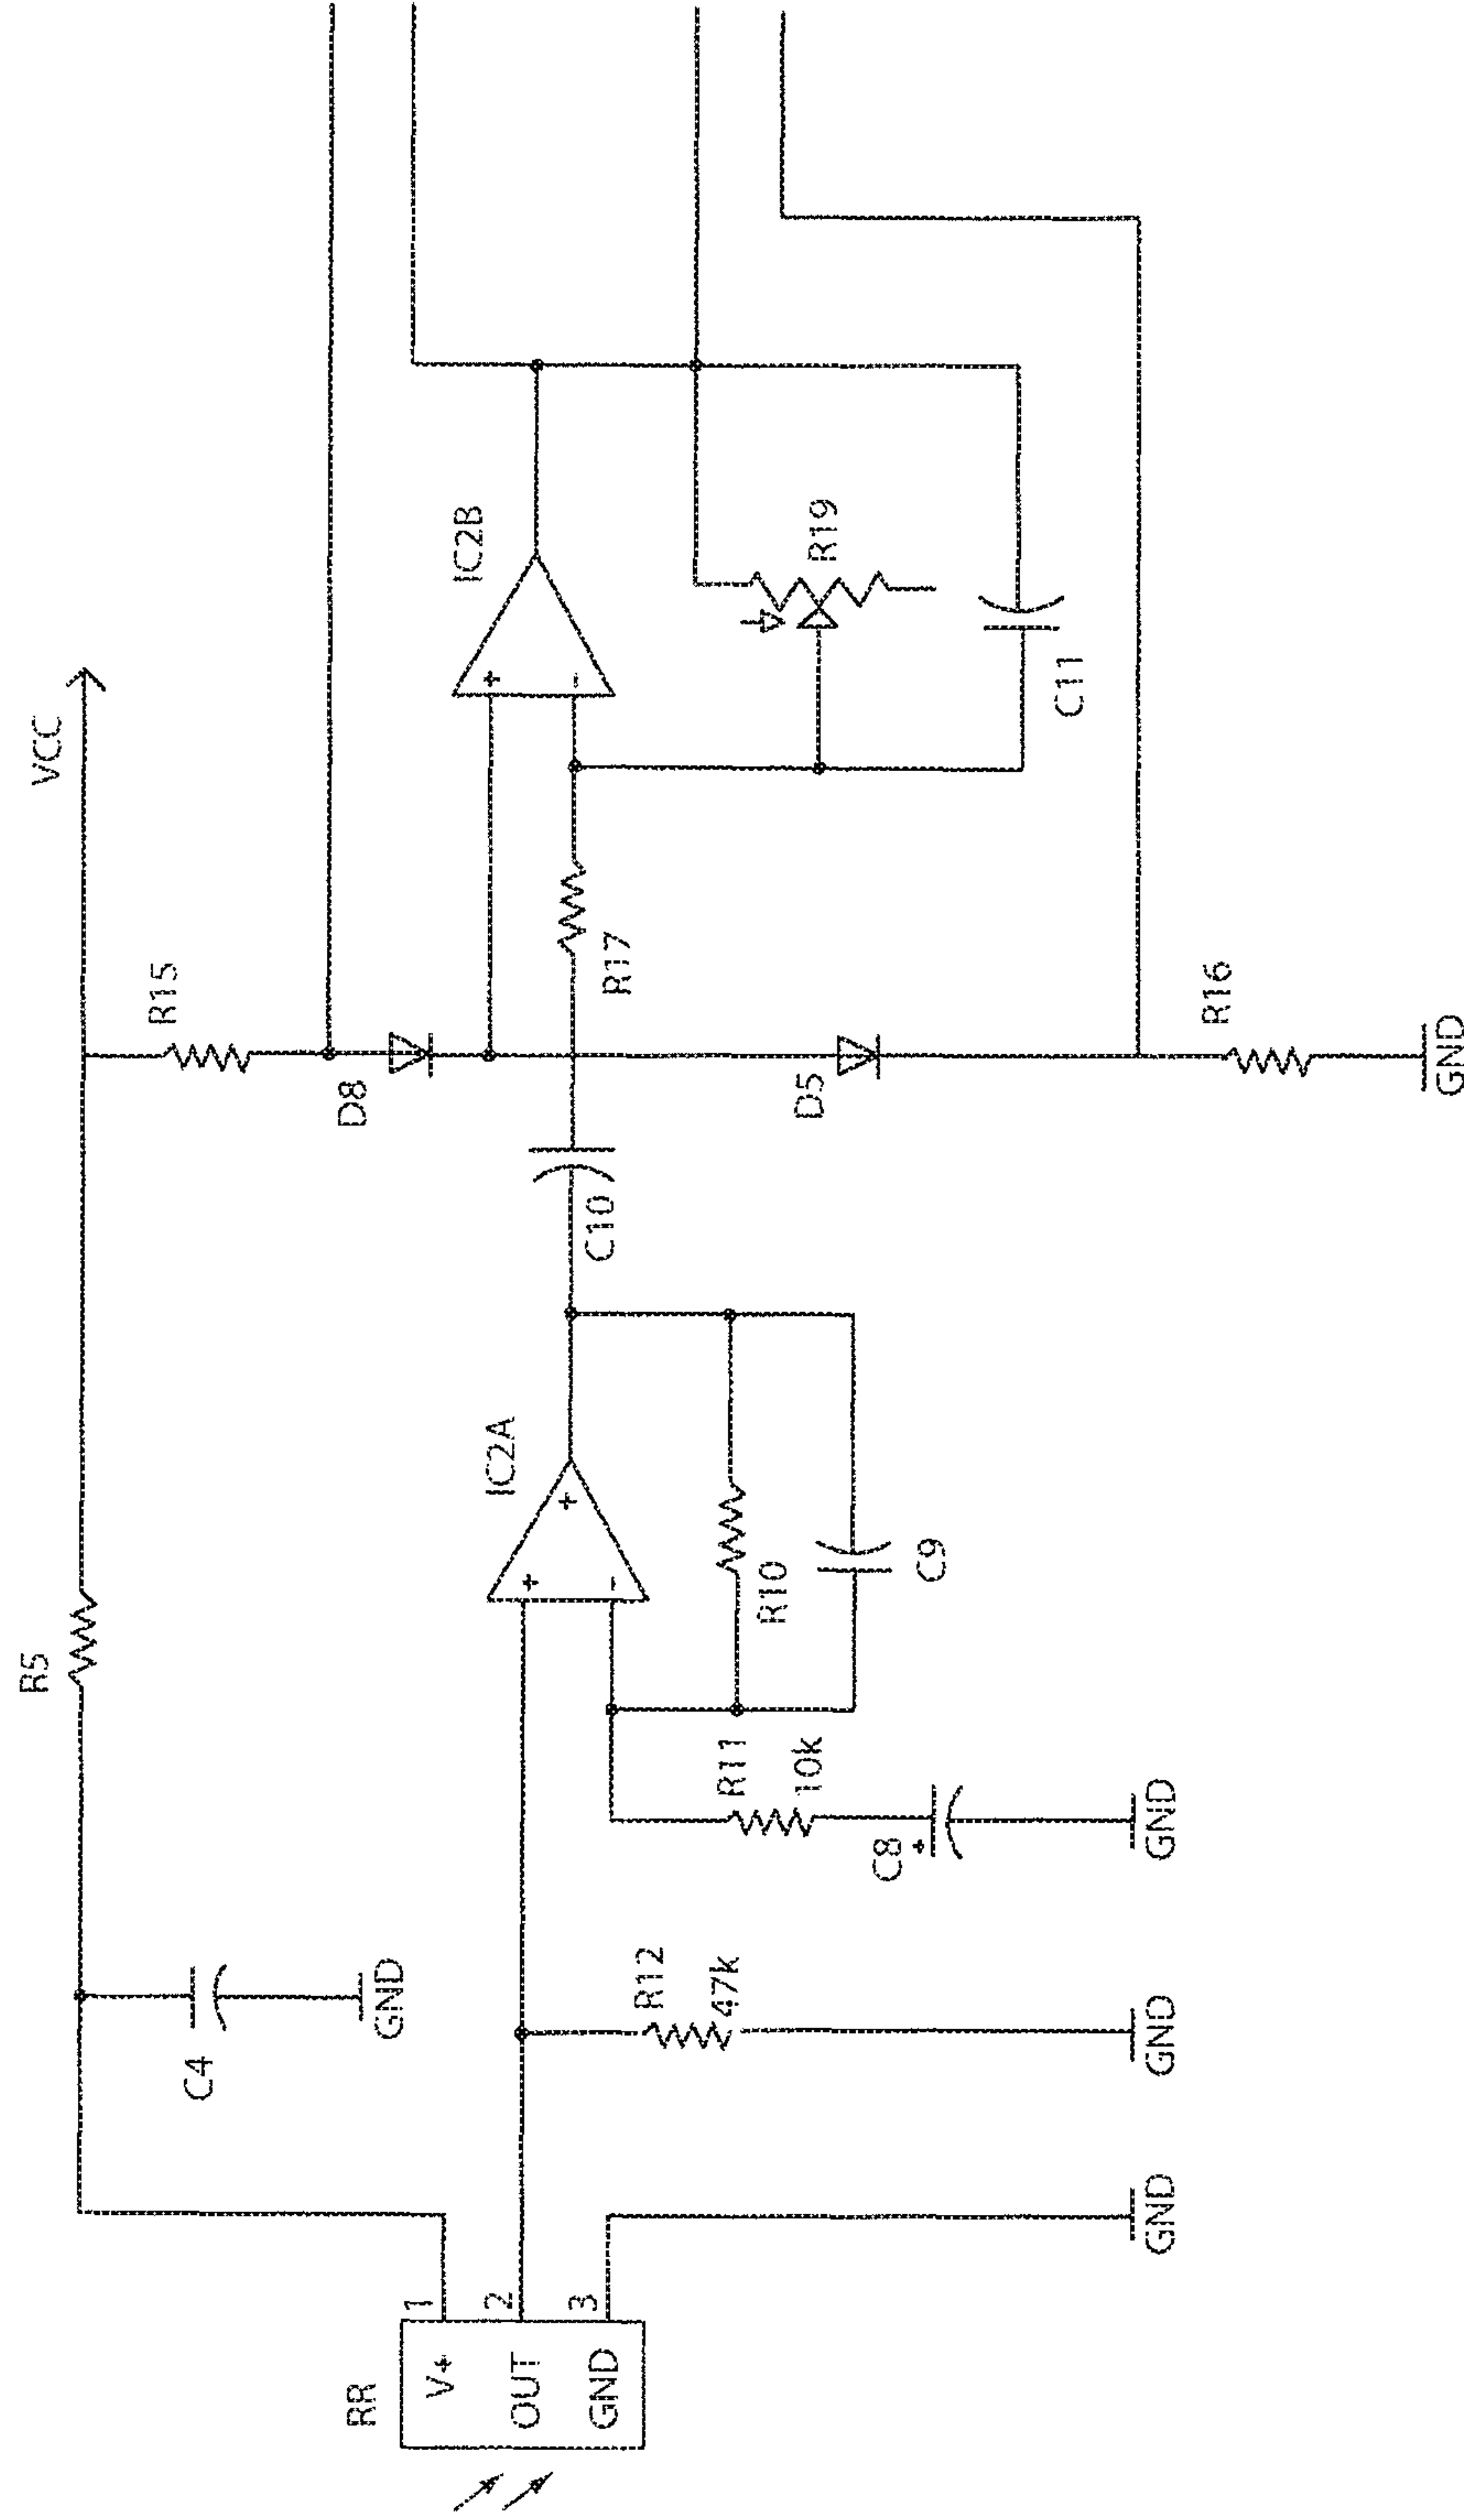 VCC
R5
R15
C4
GND
D8
IC2B
IC2A
+
-
+
+
-
RR
V+
1
OUT
2
GND
3
C10
R17
R19
R12
47k
R11
10k
R10
C8
+
C9
D5
C11
R16
GND
GND
GND
GND